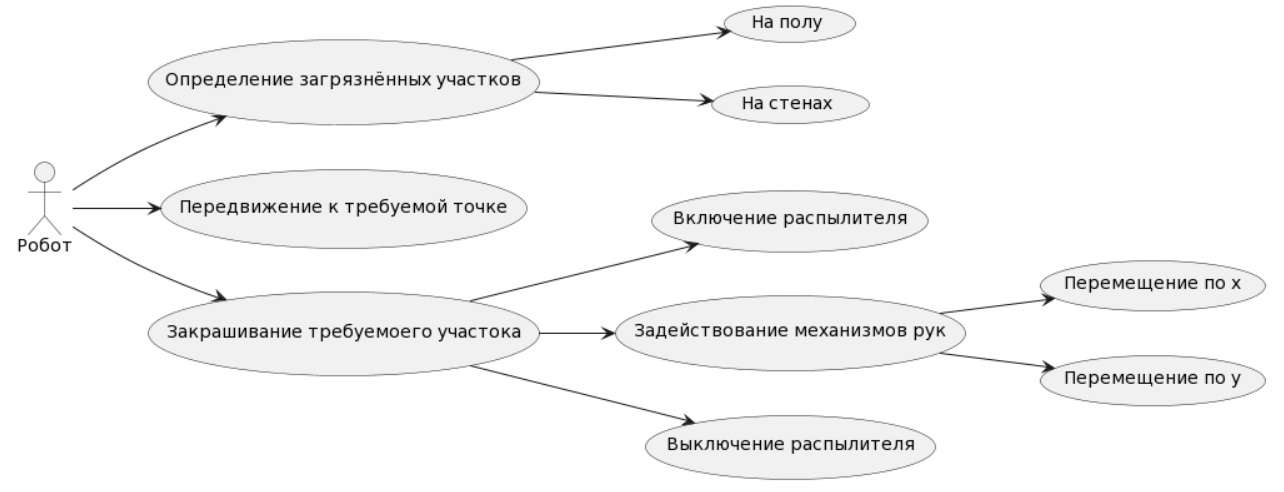 На полу
Определение загрязнённых участков
На стенах
Передвижение к требуемой точке
Робот
Включение распылителя
Перемещение по x
Закрашивание требуемоего участока
Задействование механизмов рук
Перемещение по y
Выключение распылителя